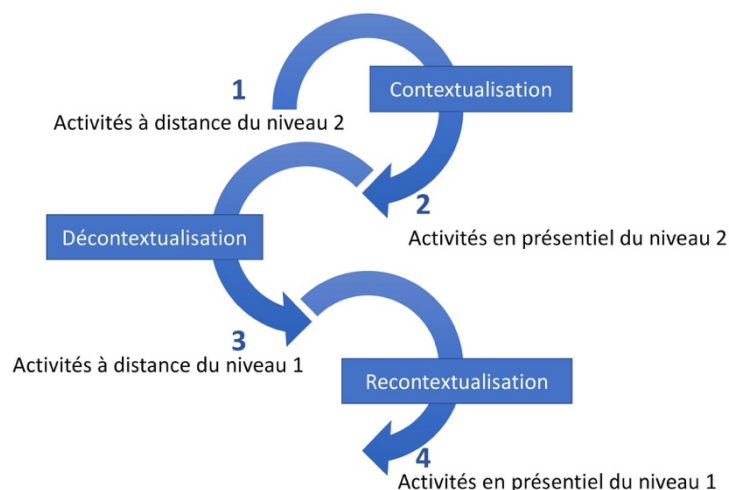 1
Contextualisation
Activités à distance du niveau 2
2
Activités en présentiel du niveau 2
Décontextualisation
3
Activités à distance du niveau 1
Recontextualisation
4
Activités en présentiel du niveau 1